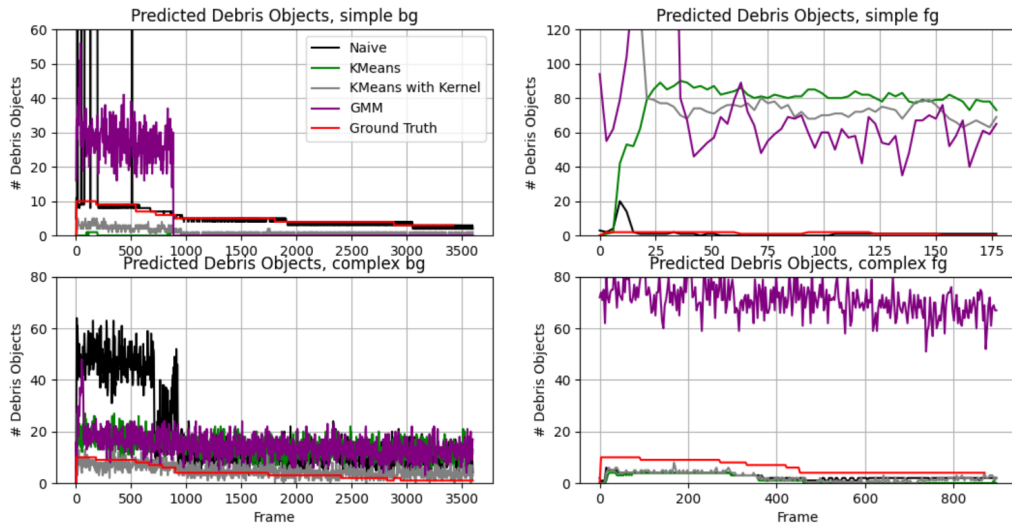 Predicted Debris Objects, simple bg
# Debris Objects
60
50
40
30
20
10
0
0 500 1000 1500 2000 2500 3000 3500
Naive
KMeans
KMeans with Kernel
GMM
Ground Truth
Predicted Debris Objects, simple fg
# Debris Objects
120
100
80
60
40
20
0
0 25 50 75 100 125 150 175
Predicted Debris Objects, complex bg
# Debris Objects
80
60
40
20
0
0 500 1000 1500 2000 2500 3000 3500
Frame
Predicted Debris Objects, complex fg
# Debris Objects
80
60
40
20
0
0 200 400 600 800
Frame